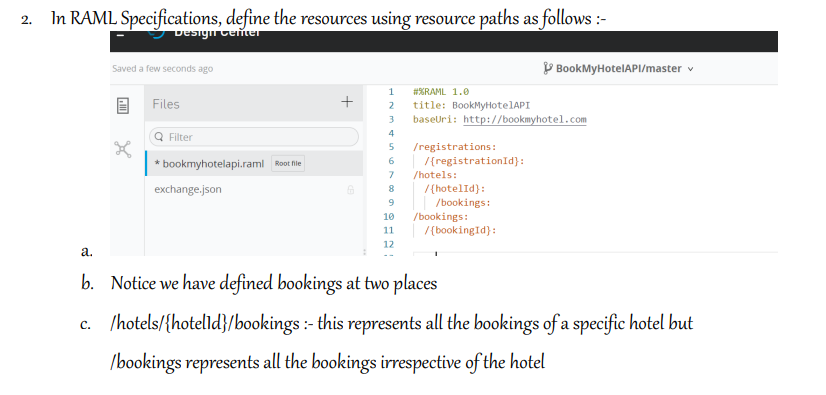 2. In RAML Specifications, define the resources using resource paths as follows :-
Design Center
Saved a few seconds ago
BookMyHotelAPI/master
Files +
Filter
* bookmyhotelapi.raml Root file
exchange.json
1 #%RAML 1.0
2 title: BookMyHotelAPI
3 baseUri: http://bookmyhotel.com
4
5 /registrations:
6 /{registrationId}:
7 /hotels:
8 /{hotelId}:
9 /bookings:
10 /bookings:
11 /{bookingId}:
12
a.
b. Notice we have defined bookings at two places
c. /hotels/{hotelId}/bookings :- this represents all the bookings of a specific hotel but
/bookings represents all the bookings irrespective of the hotel